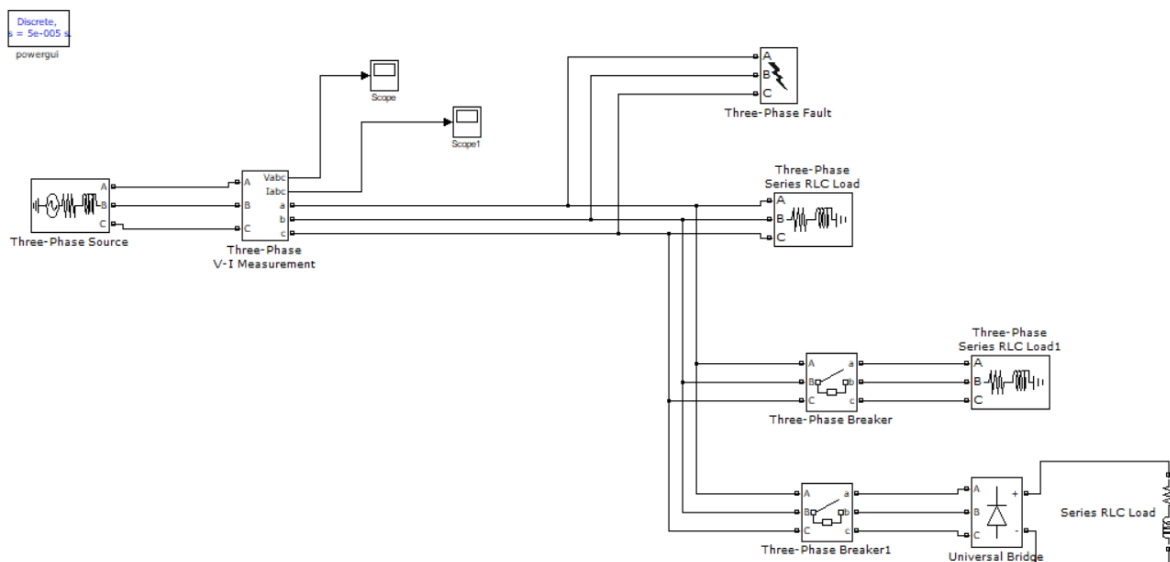 Discrete,
s = 5e-005 s.
powergui
Scope
Scope1
A
B
C
Three-Phase Fault
Three-Phase
Series RLC Load
A
B
C
A
B
C
Three-Phase Source
A
B
C
Vabc
Iabc
a
b
c
Three-Phase
V-I Measurement
Three-Phase
Series RLC Load1
A
B
C
a
b
c
Three-Phase Breaker
A
B
C
A
B
C
a
b
c
Three-Phase Breaker1
A
B
C
+
-
Universal Bridge
Series RLC Load